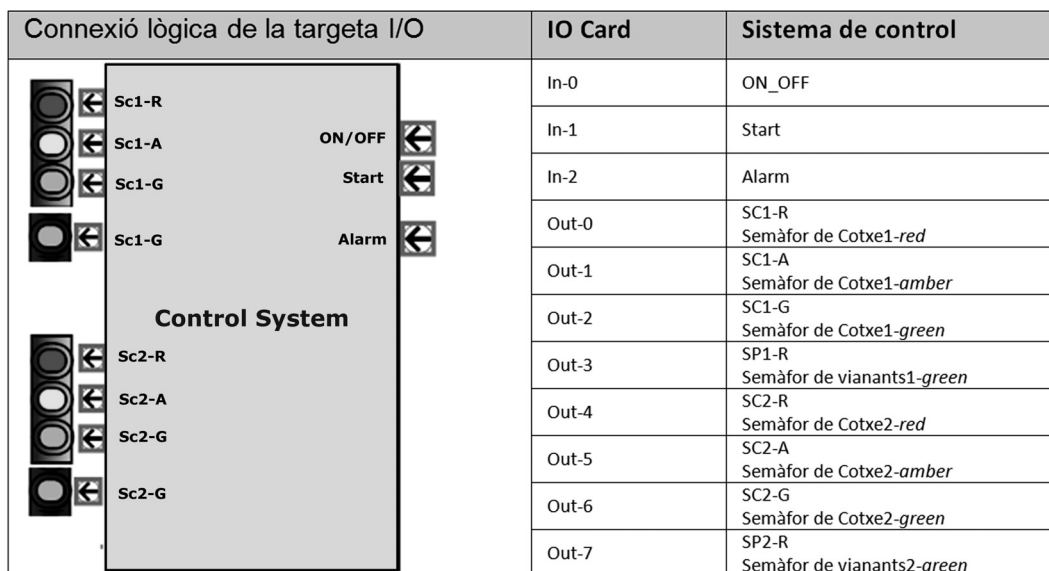 Connexió lògica de la targeta I/O
IO Card
Sistema de control
Sc1-R
Sc1-A
Sc1-G
Sc1-G
ON/OFF
Start
Alarm
Control System
Sc2-R
Sc2-A
Sc2-G
Sc2-G
In-0
ON_OFF
In-1
Start
In-2
Alarm
Out-0
SC1-R
Semàfor de Cotxe1-red
Out-1
SC1-A
Semàfor de Cotxe1-amber
Out-2
SC1-G
Semàfor de Cotxe1-green
Out-3
SP1-R
Semàfor de vianants1-green
Out-4
SC2-R
Semàfor de Cotxe2-red
Out-5
SC2-A
Semàfor de Cotxe2-amber
Out-6
SC2-G
Semàfor de Cotxe2-green
Out-7
SP2-R
Semàfor de vianants2-green